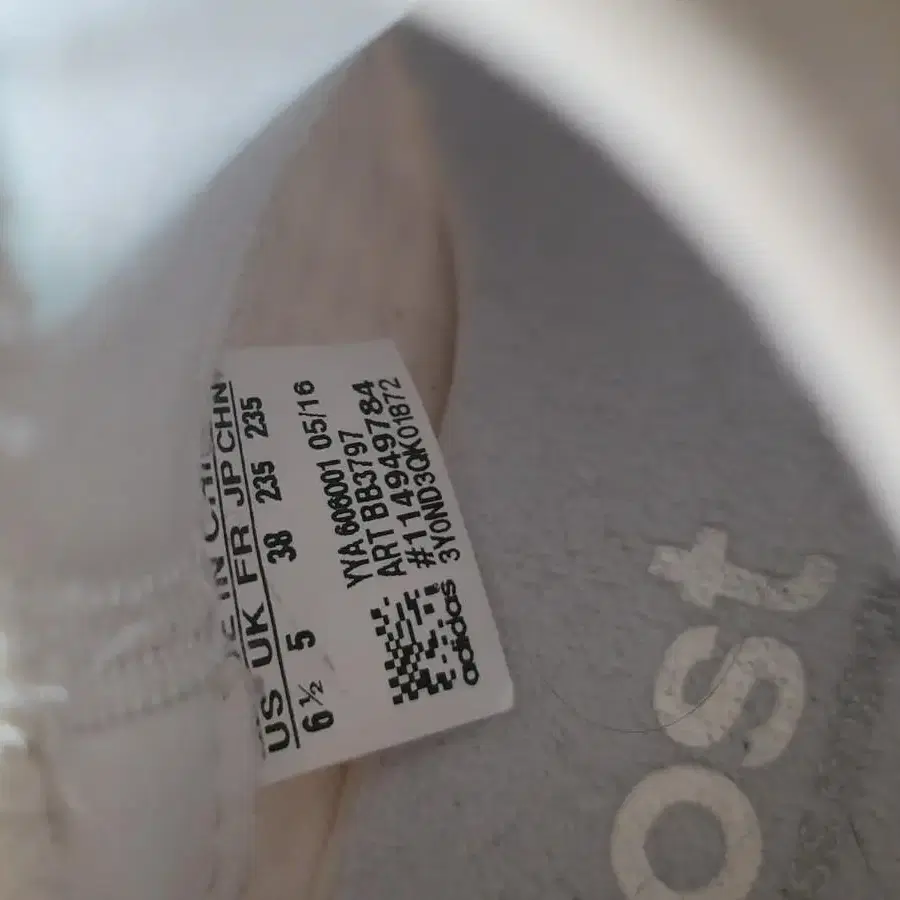 US UK FR JP CHN
6½ 5 38 235 235
YYA 606001 05/16
ART BB3797
#114949784
3Y0ND3QK01872
adidas
ost